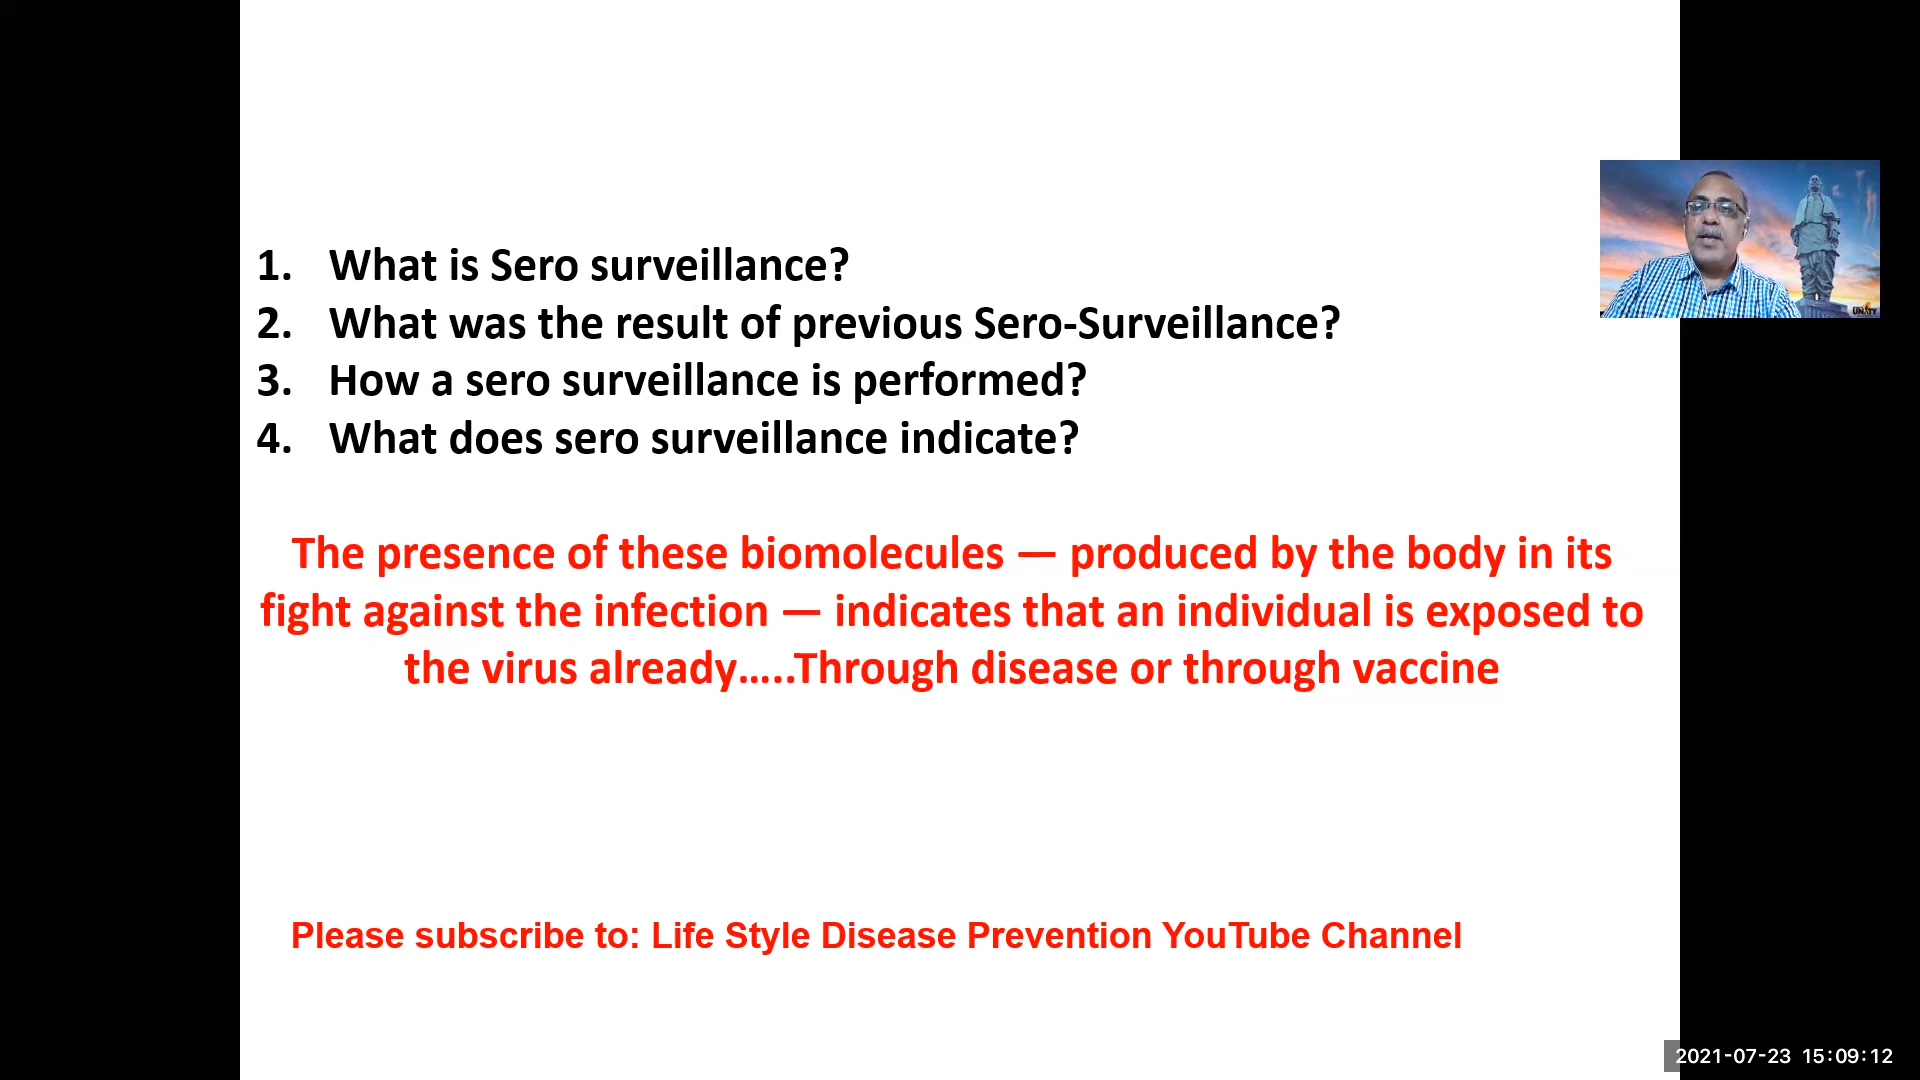 1. What is Sero surveillance?
2. What was the result of previous Sero-Surveillance?
3. How a sero surveillance is performed?
4. What does sero surveillance indicate?
The presence of these biomolecules — produced by the body in its
fight against the infection — indicates that an individual is exposed to
the virus already.....Through disease or through vaccine
Please subscribe to: Life Style Disease Prevention YouTube Channel
UNITY
2021-07-23 15:09:12